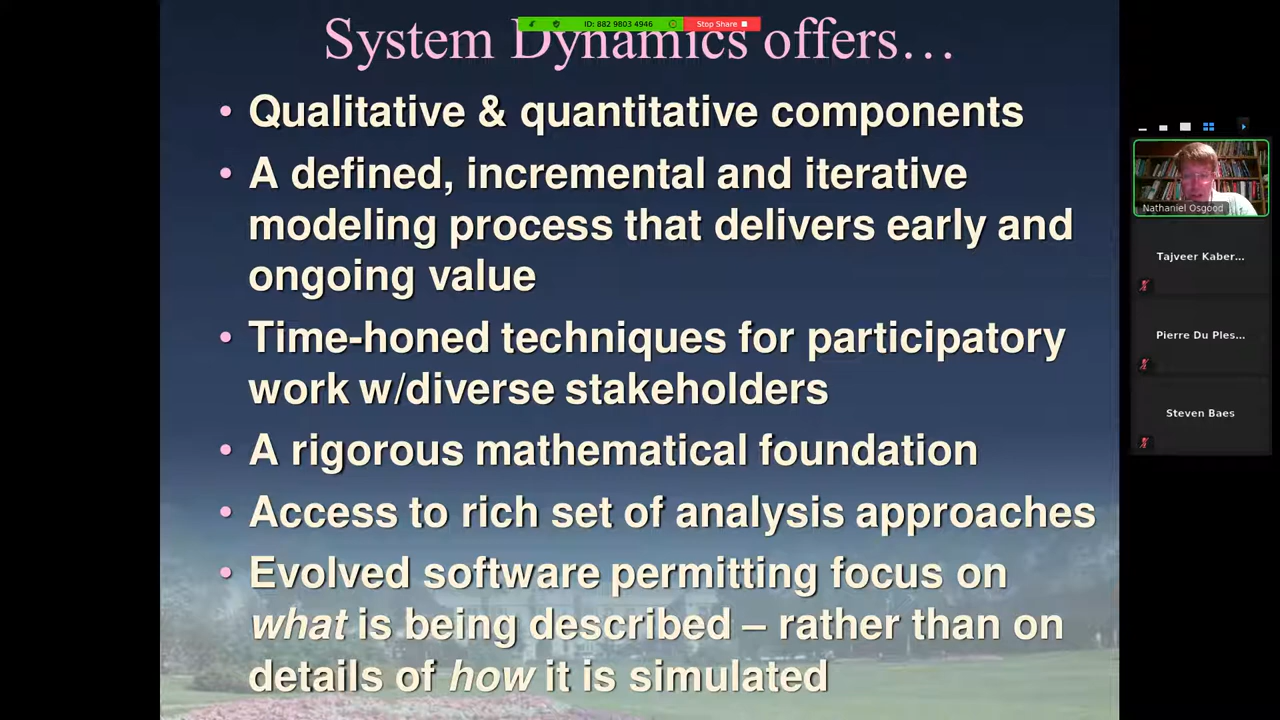 ID: 882 9803 4946
Stop Share
System Dynamics offers…
• Qualitative & quantitative components
• A defined, incremental and iterative
modeling process that delivers early and
ongoing value
• Time-honed techniques for participatory
work w/diverse stakeholders
• A rigorous mathematical foundation
• Access to rich set of analysis approaches
• Evolved software permitting focus on
what is being described – rather than on
details of how it is simulated
Nathaniel Osgood
Tajveer Kaber...
Pierre Du Ples...
Steven Baes